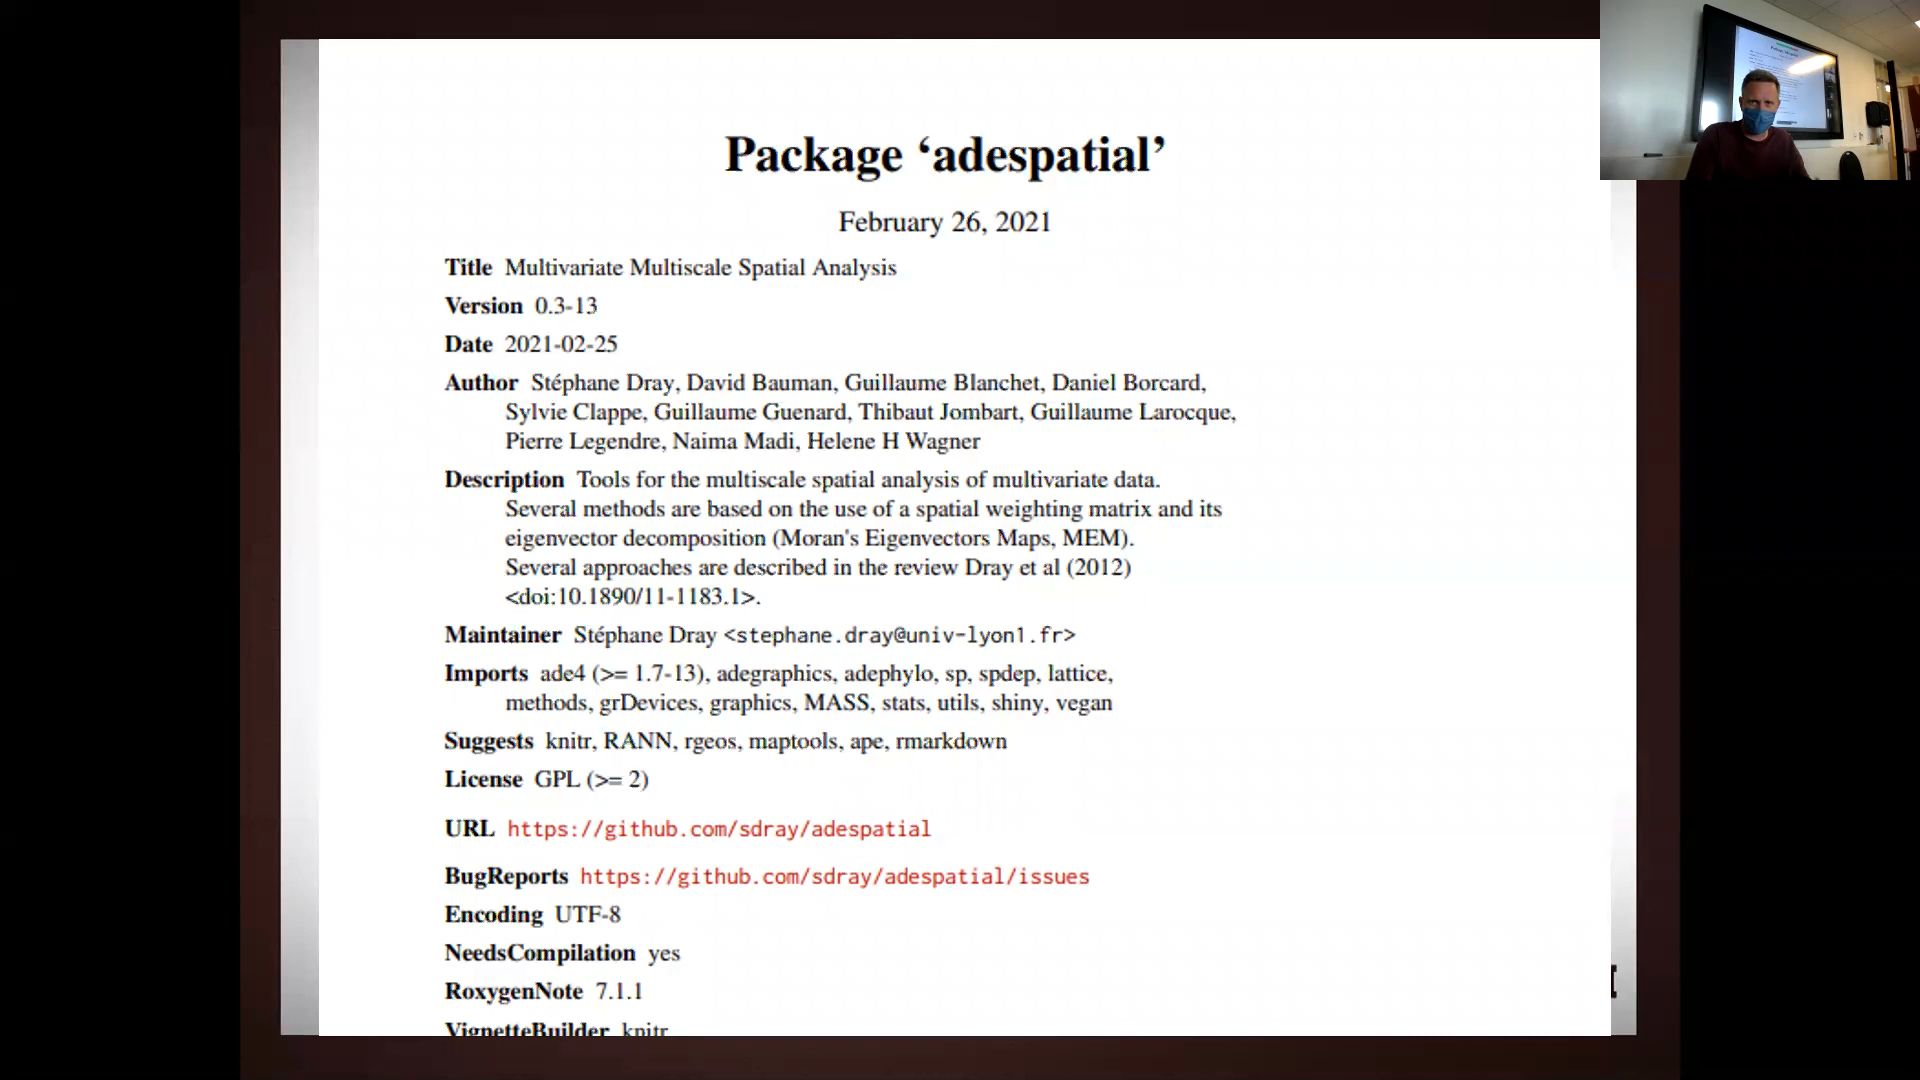 Package ‘adespatial’
February 26, 2021
Title Multivariate Multiscale Spatial Analysis
Version 0.3-13
Date 2021-02-25
Author Stéphane Dray, David Bauman, Guillaume Blanchet, Daniel Borcard,
Sylvie Clappe, Guillaume Guenard, Thibaut Jombart, Guillaume Larocque,
Pierre Legendre, Naima Madi, Helene H Wagner
Description Tools for the multiscale spatial analysis of multivariate data.
Several methods are based on the use of a spatial weighting matrix and its
eigenvector decomposition (Moran's Eigenvectors Maps, MEM).
Several approaches are described in the review Dray et al (2012)
<doi:10.1890/11-1183.1>.
Maintainer Stéphane Dray <stephane.dray@univ-lyon1.fr>
Imports ade4 (>= 1.7-13), adegraphics, adephylo, sp, spdep, lattice,
methods, grDevices, graphics, MASS, stats, utils, shiny, vegan
Suggests knitr, RANN, rgeos, maptools, ape, rmarkdown
License GPL (>= 2)
URL https://github.com/sdray/adespatial
BugReports https://github.com/sdray/adespatial/issues
Encoding UTF-8
NeedsCompilation yes
RoxygenNote 7.1.1
VignetteBuilder knitr